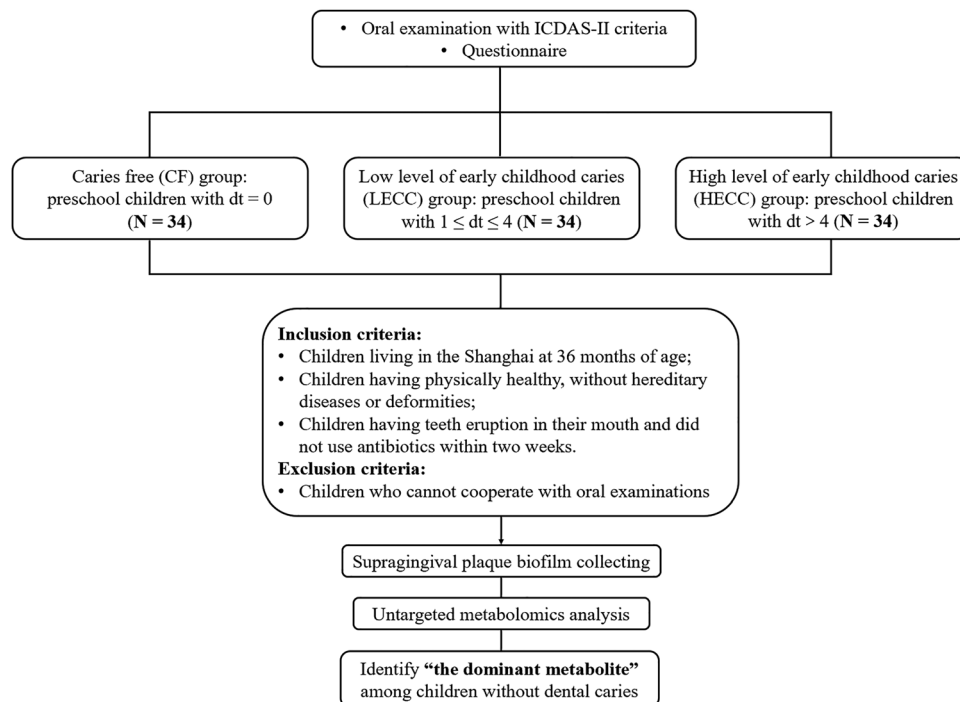 • Oral examination with ICDAS-II criteria
• Questionnaire
Caries free (CF) group:
preschool children with dt = 0
(N = 34)
Low level of early childhood caries
(LECC) group: preschool children
with 1 ≤ dt ≤ 4 (N = 34)
High level of early childhood caries
(HECC) group: preschool children
with dt > 4 (N = 34)
Inclusion criteria:
• Children living in the Shanghai at 36 months of age;
• Children having physically healthy, without hereditary
diseases or deformities;
• Children having teeth eruption in their mouth and did
not use antibiotics within two weeks.
Exclusion criteria:
• Children who cannot cooperate with oral examinations
Supragingival plaque biofilm collecting
Untargeted metabolomics analysis
Identify “the dominant metabolite”
among children without dental caries